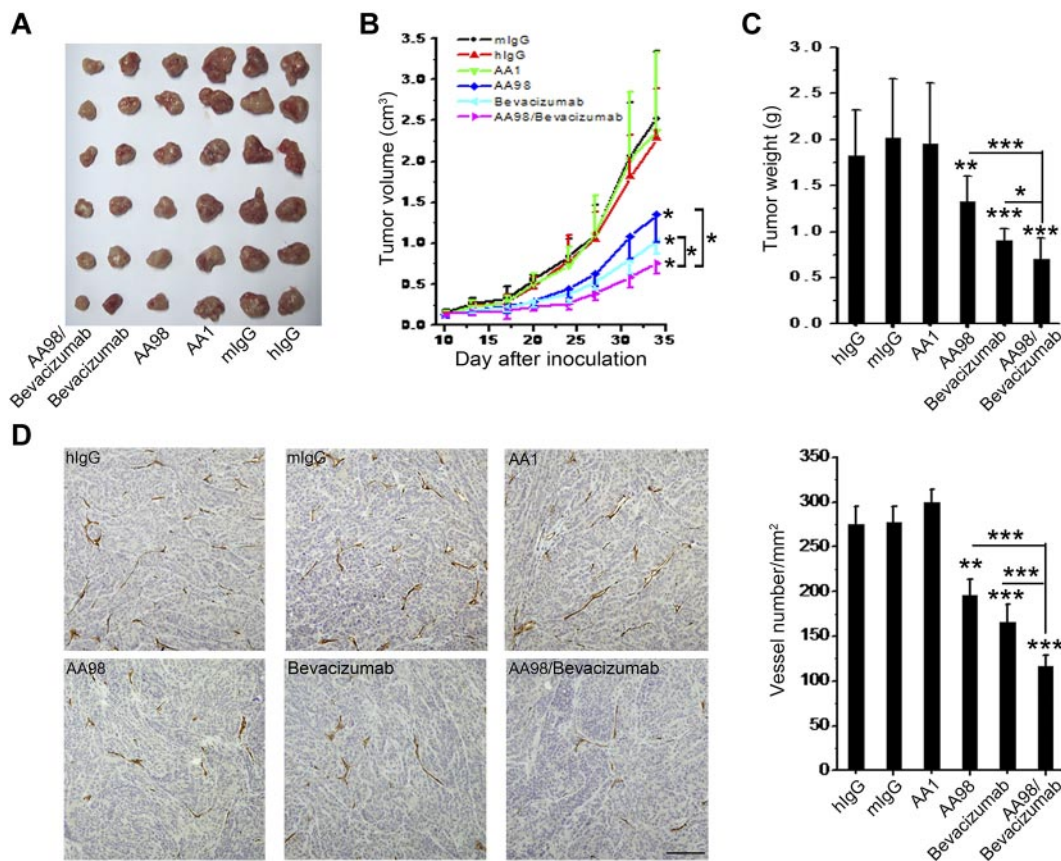 A
AA98/
Bevacizumab
Bevacizumab
AA98
AA1
mIgG
hIgG
B
Tumor volume (cm³)
3.5
3.0
2.5
2.0
1.5
1.0
0.5
0.0
mIgG
hIgG
AA1
AA98
Bevacizumab
AA98/Bevacizumab
*
*
*
*
*
10 15 20 25 30 35
Day after inoculation
C
Tumor weight (g)
3.0
2.5
2.0
1.5
1.0
0.5
0.0
***
**
*
***
***
hIgG
mIgG
AA1
AA98
Bevacizumab
AA98/
Bevacizumab
D
hIgG
mIgG
AA1
AA98
Bevacizumab
AA98/Bevacizumab
Vessel number/mm²
350
300
250
200
150
100
50
0
***
**
***
***
***
hIgG
mIgG
AA1
AA98
Bevacizumab
AA98/
Bevacizumab